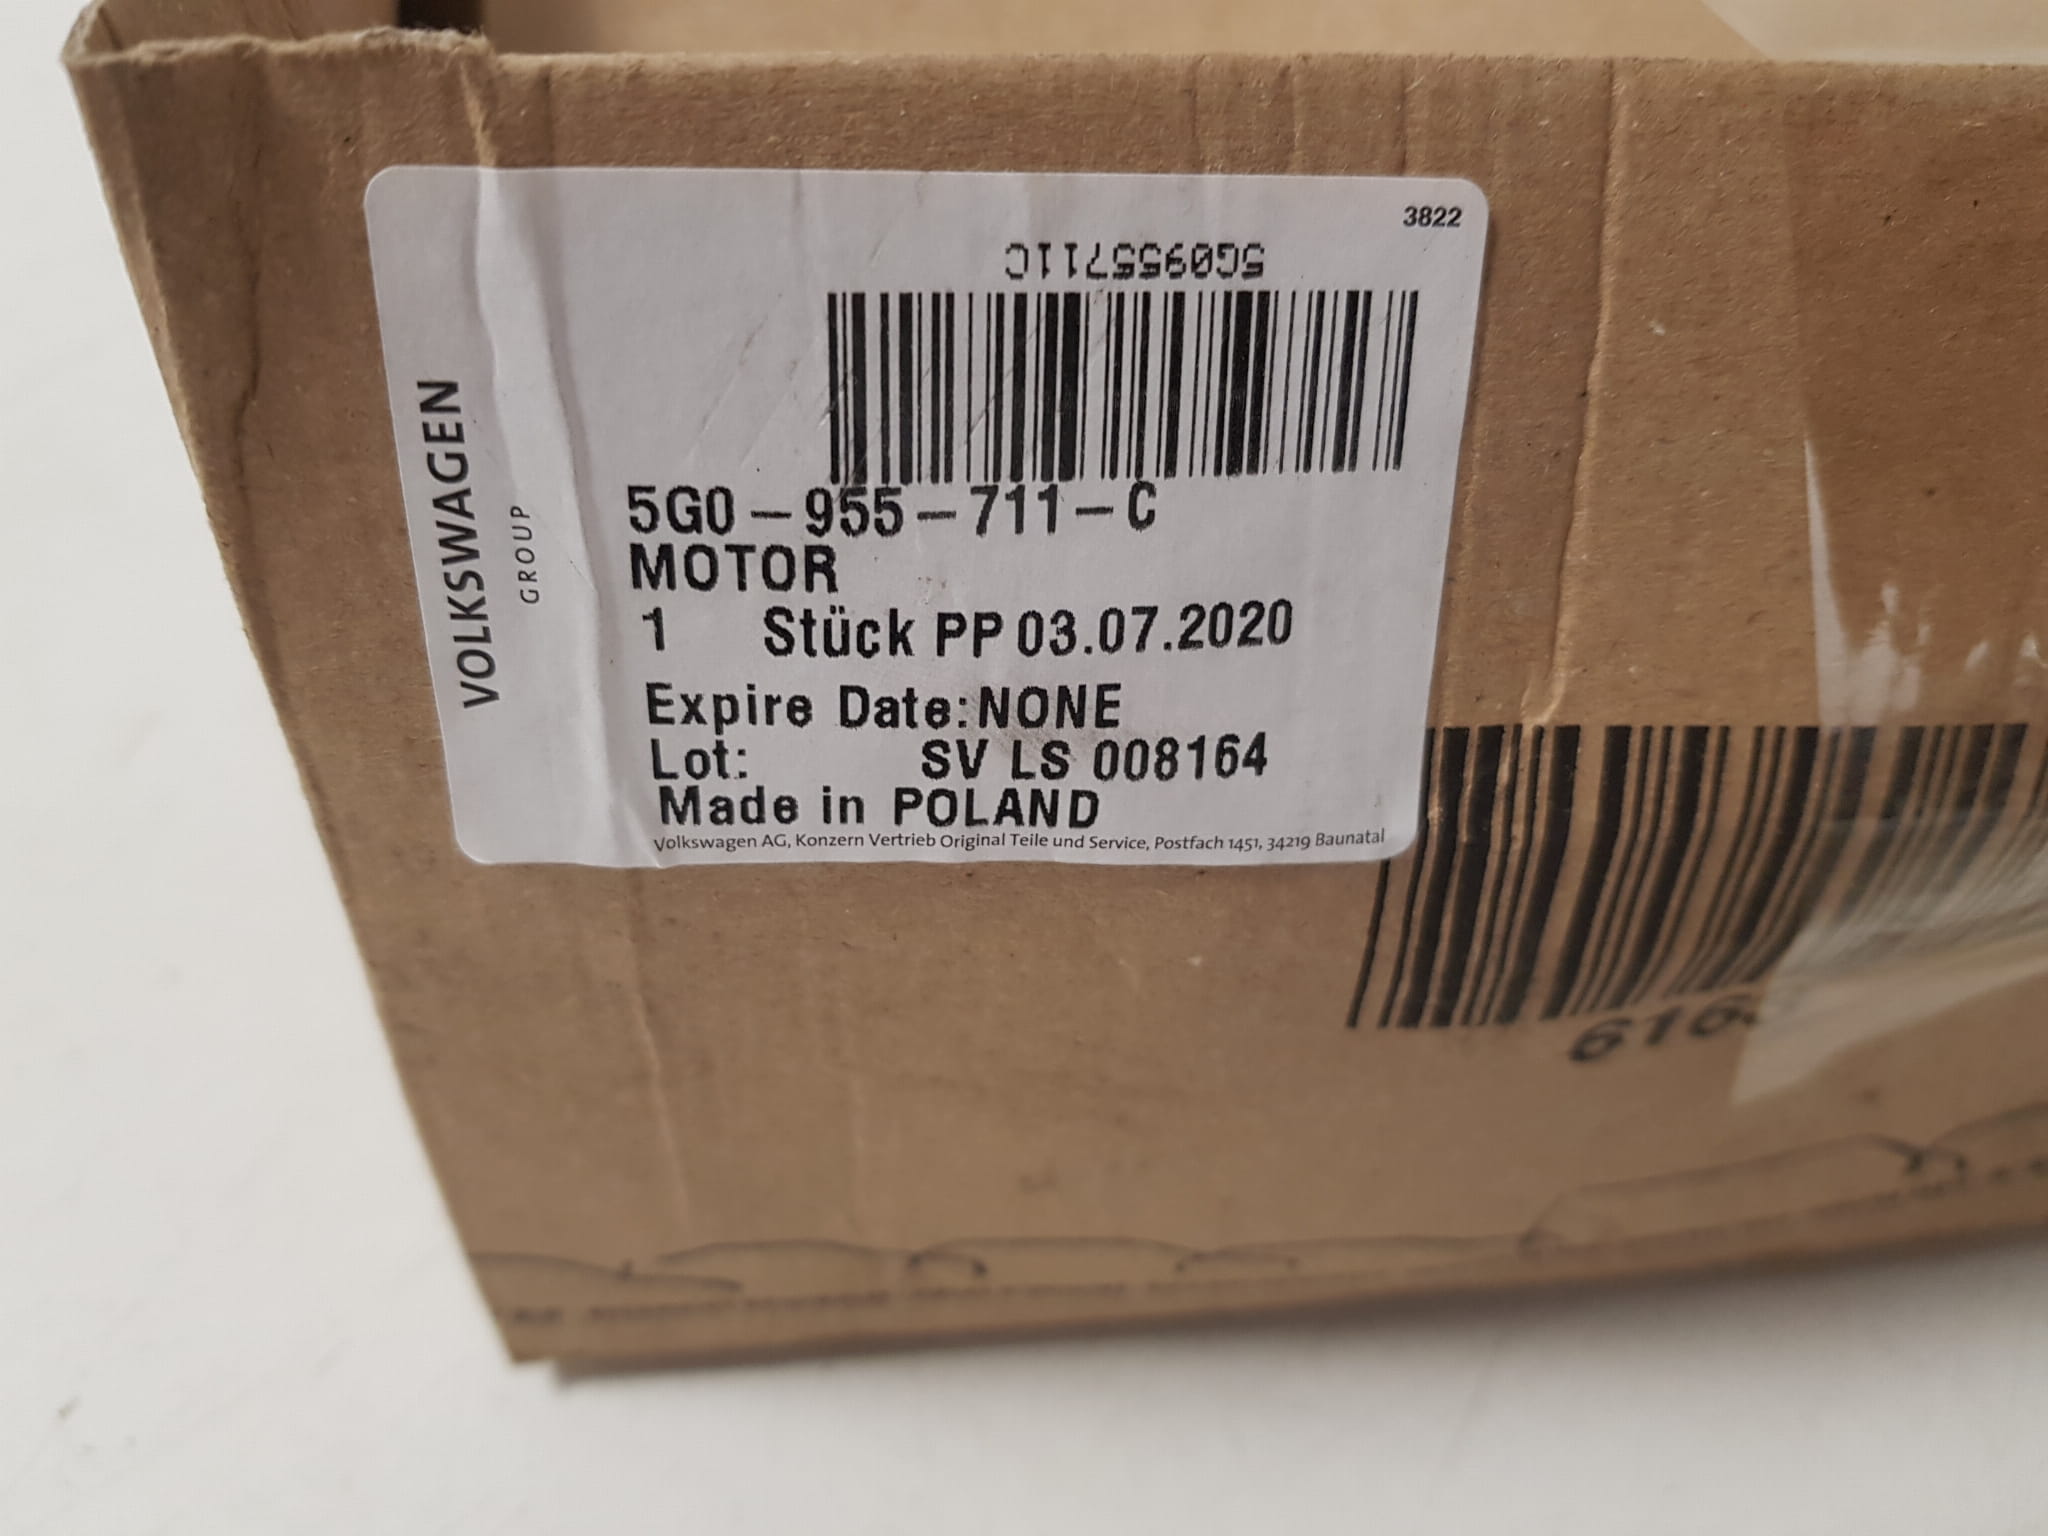 3822
5G0955711C
5G0-955-711-C
MOTOR
1 Stück PP 03.07.2020
Expire Date:NONE
Lot: SV LS 008164
Made in POLAND
Volkswagen AG, Konzern Vertrieb Original Teile und Service, Postfach 1451, 34219 Baunatal
VOLKSWAGEN
GROUP